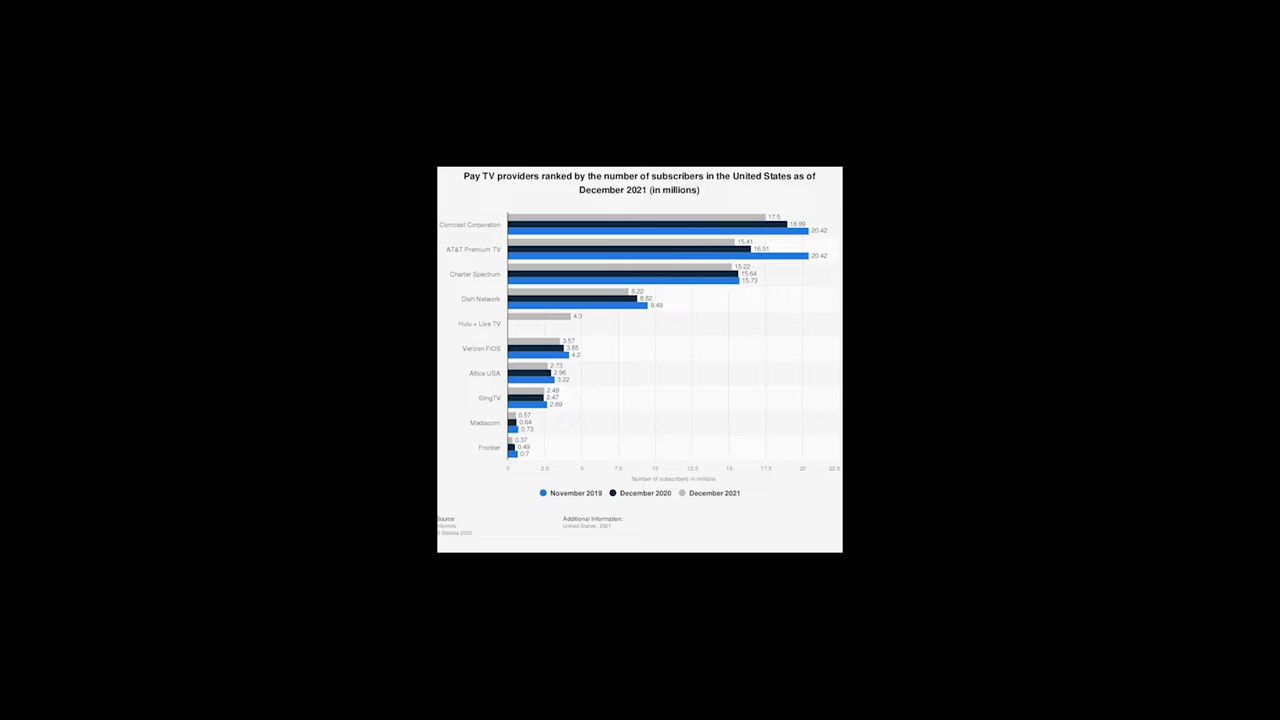 Pay TV providers ranked by the number of subscribers in the United States as of
December 2021 (in millions)
Comcast Corporation
17.5
18.99
20.42
AT&T Premium TV
15.41
16.51
20.42
Charter Spectrum
15.22
15.64
15.73
Dish Network
8.22
8.82
9.49
Hulu + Live TV
4.3
Verizon FiOS
3.57
3.85
4.2
Altice USA
2.73
2.96
3.22
SlingTV
2.49
2.47
2.69
Mediacom
0.57
0.64
0.73
Frontier
0.37
0.49
0.7
0 2.5 5 7.5 10 12.5 15 17.5 20 22.5
Number of subscribers in millions
November 2019 December 2020 December 2021
Source Additional Information:
United States, 2021
Statista 2022